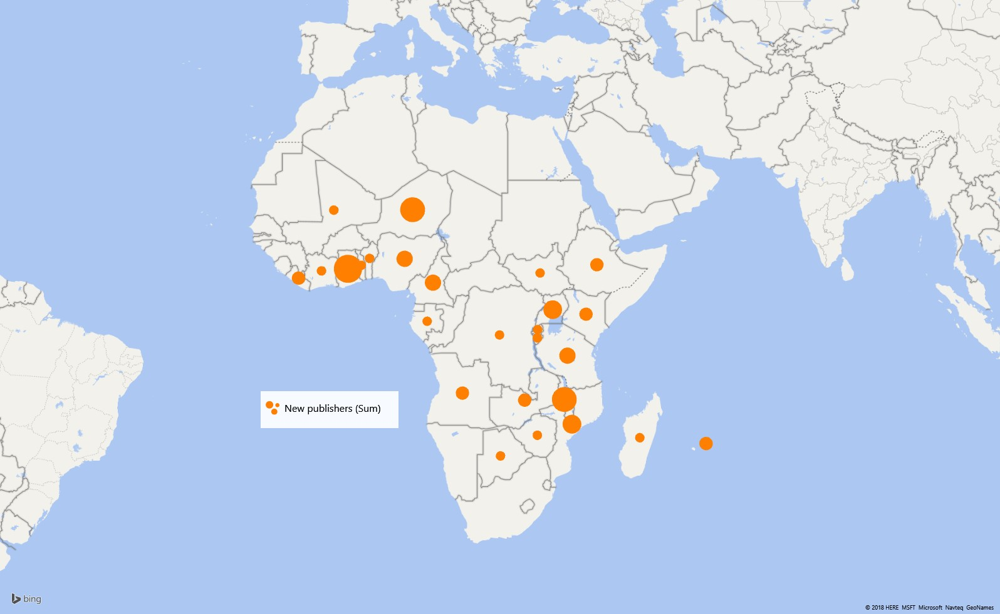 New publishers (Sum)
bing
© 2018 HERE MSFT Microsoft Navteq GeoNames